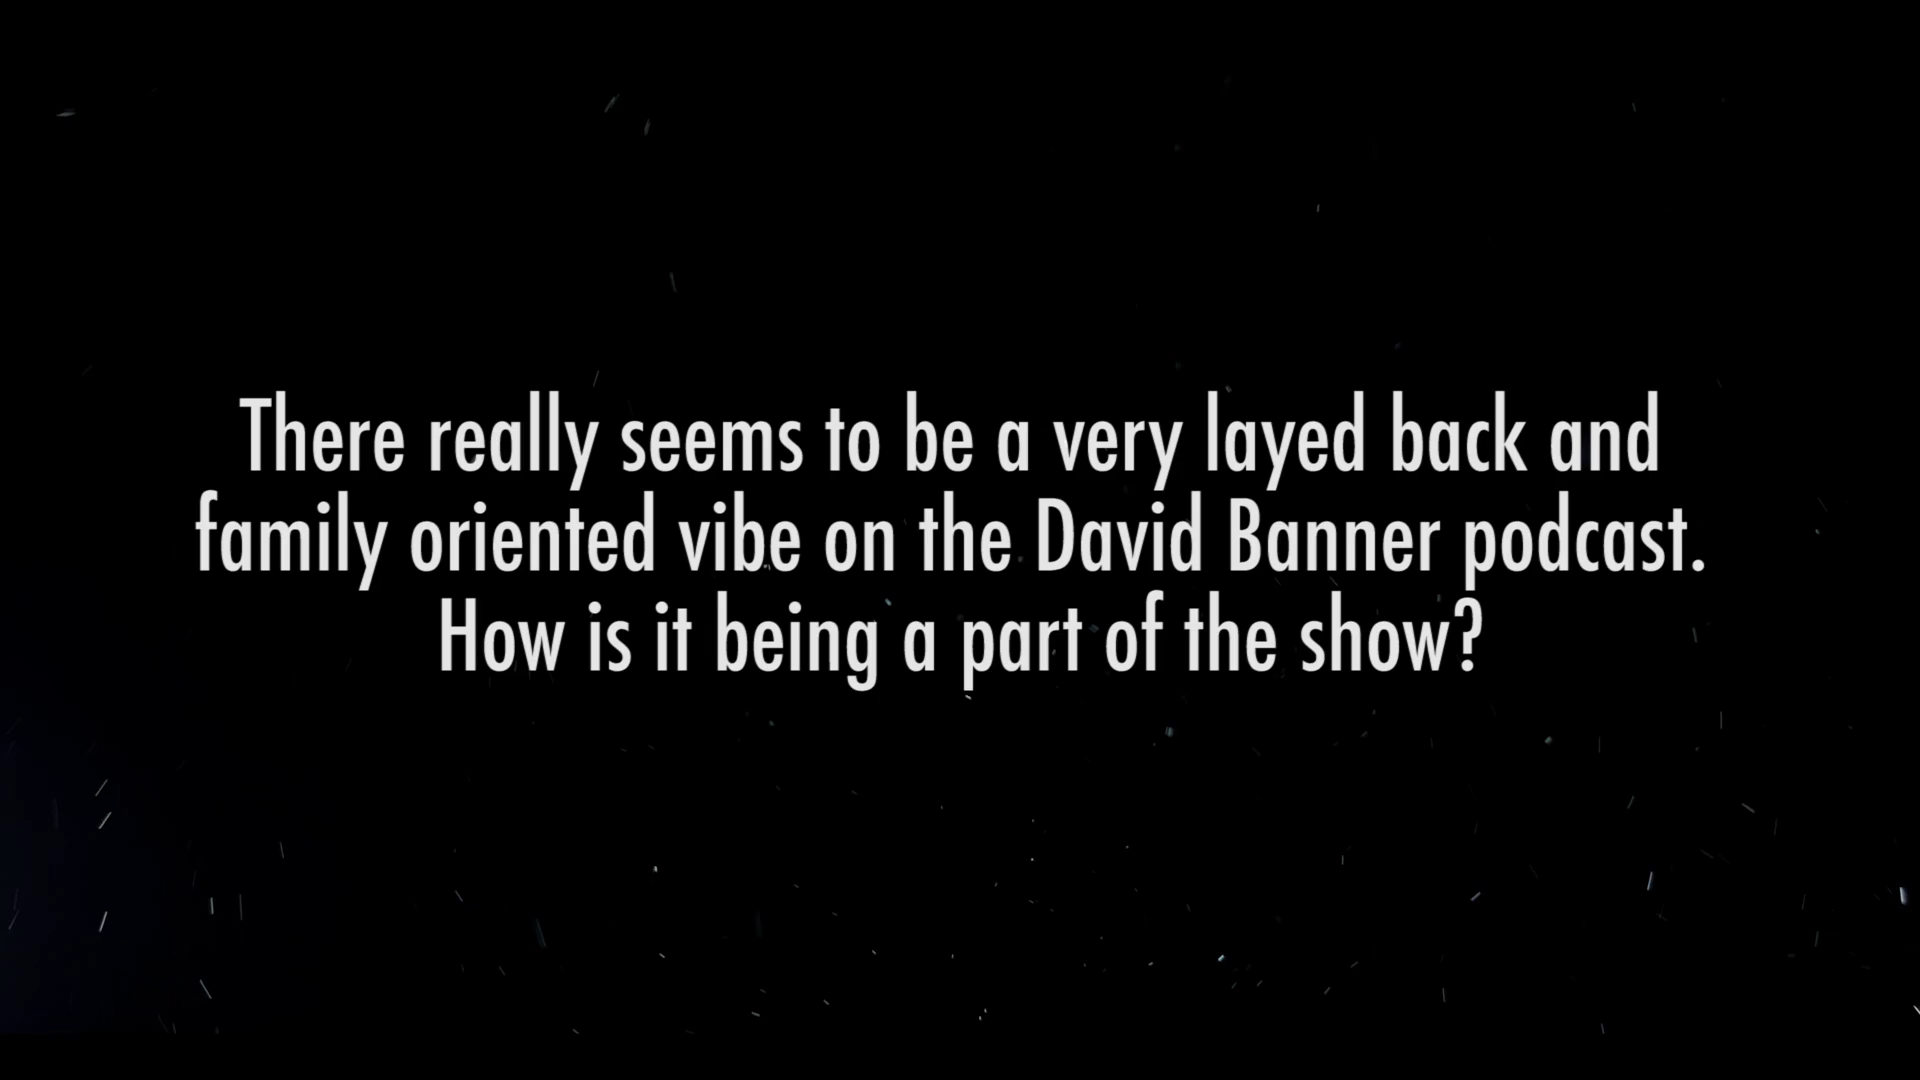 There really seems to be a very layed back and
family oriented vibe on the David Banner podcast.
How is it being a part of the show?